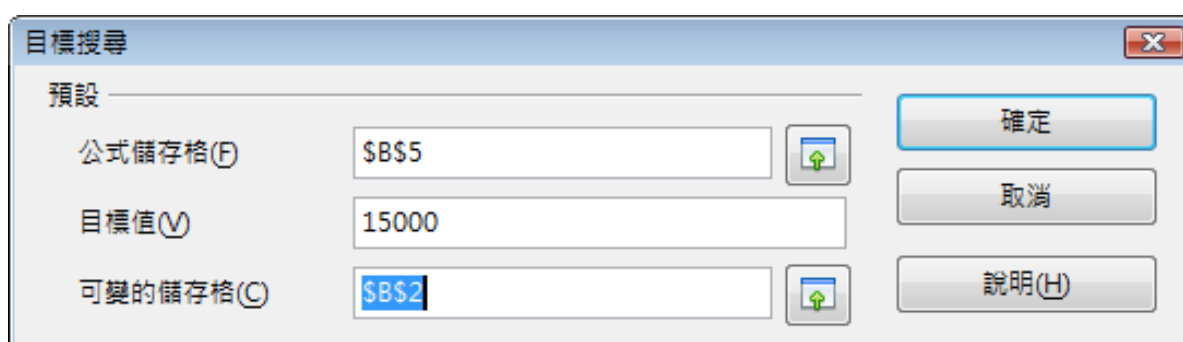 目標搜尋
預設
公式儲存格(F) $B$5
目標值(V) 15000
可變的儲存格(C) $B$2
確定
取消
說明(H)